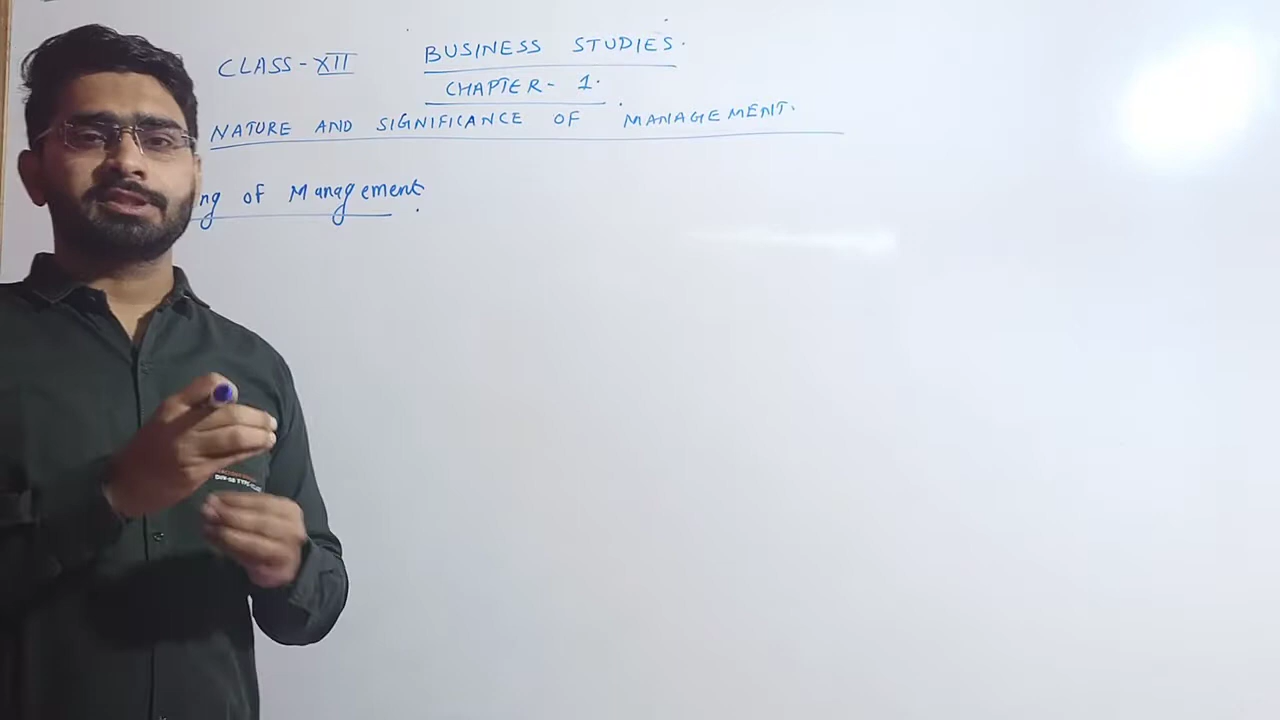 CLASS-XII BUSINESS STUDIES.
CHAPTER- 1.
NATURE AND SIGNIFICANCE OF MANAGEMENT.
ng of Management